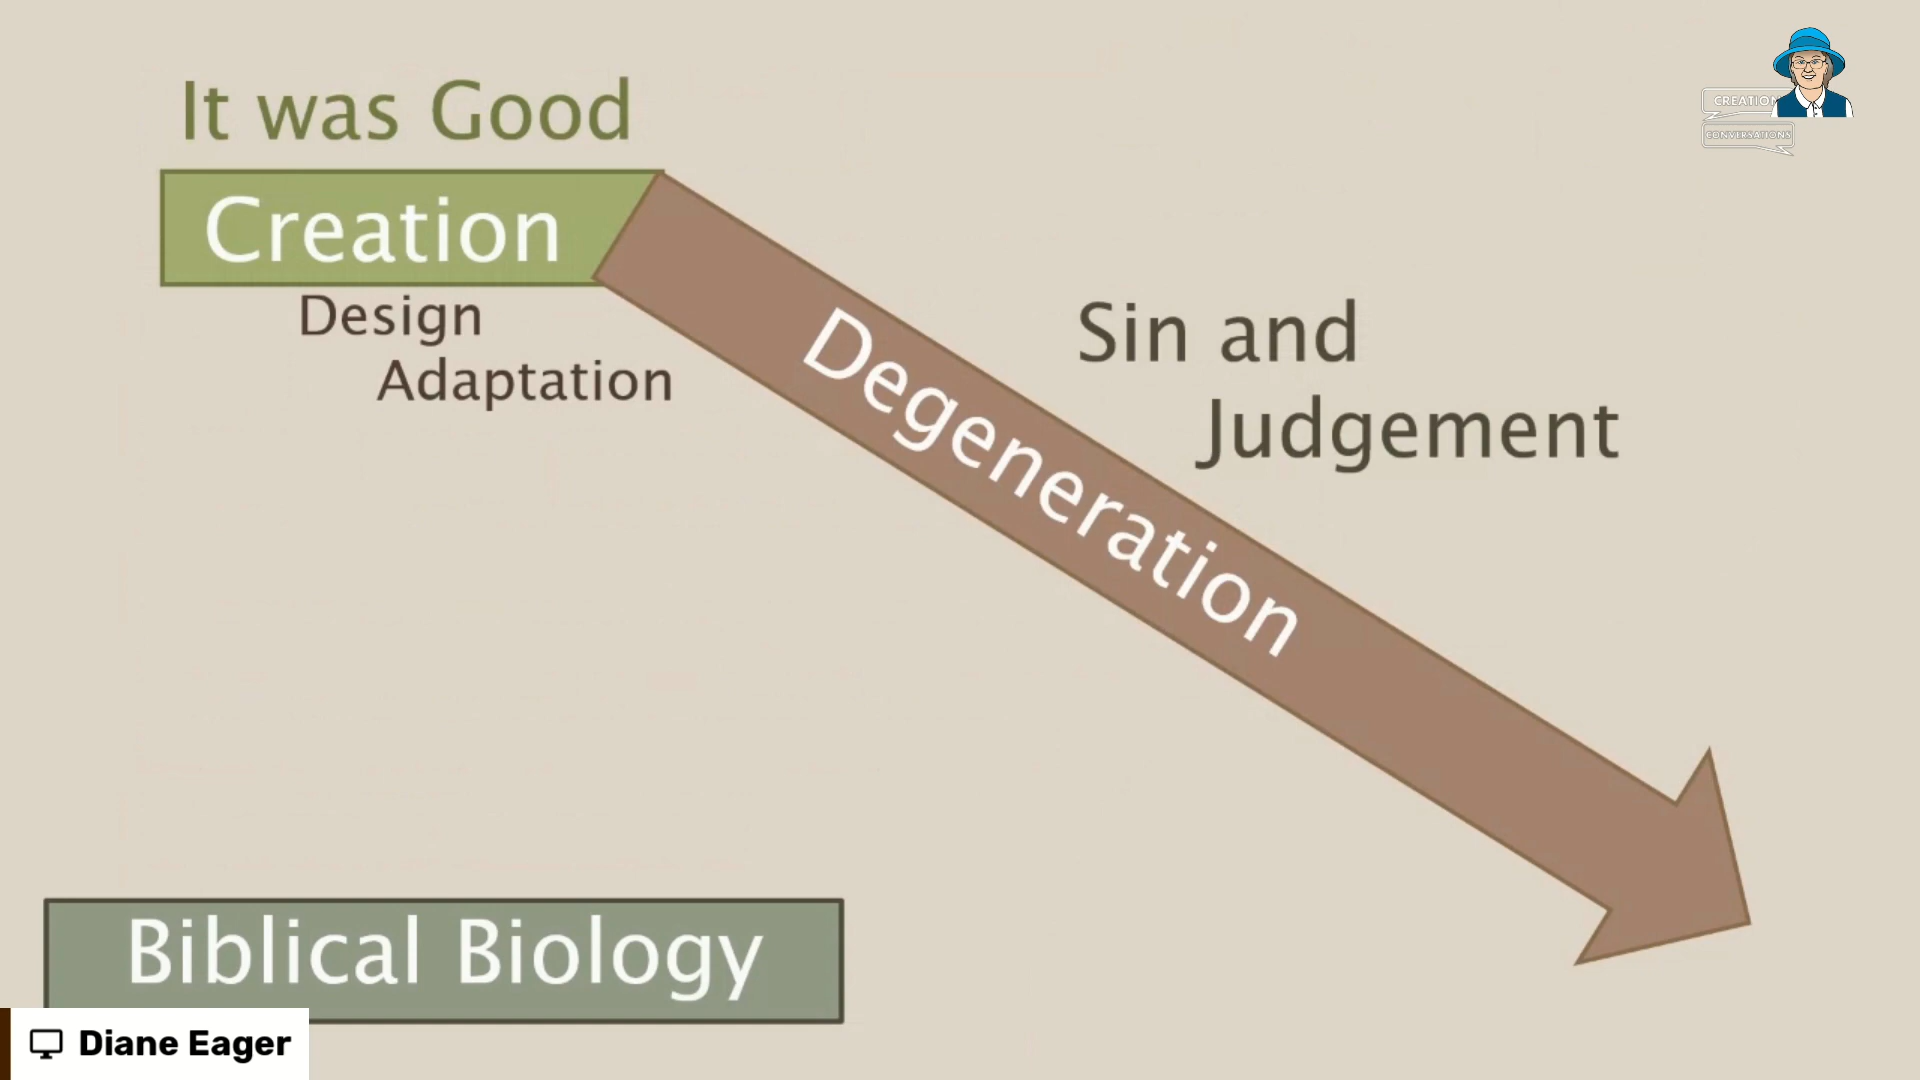 It was Good
Creation
Design
Adaptation
Degeneration
Sin and
Judgement
Biblical Biology
Diane Eager
CREATION
CONVERSATIONS